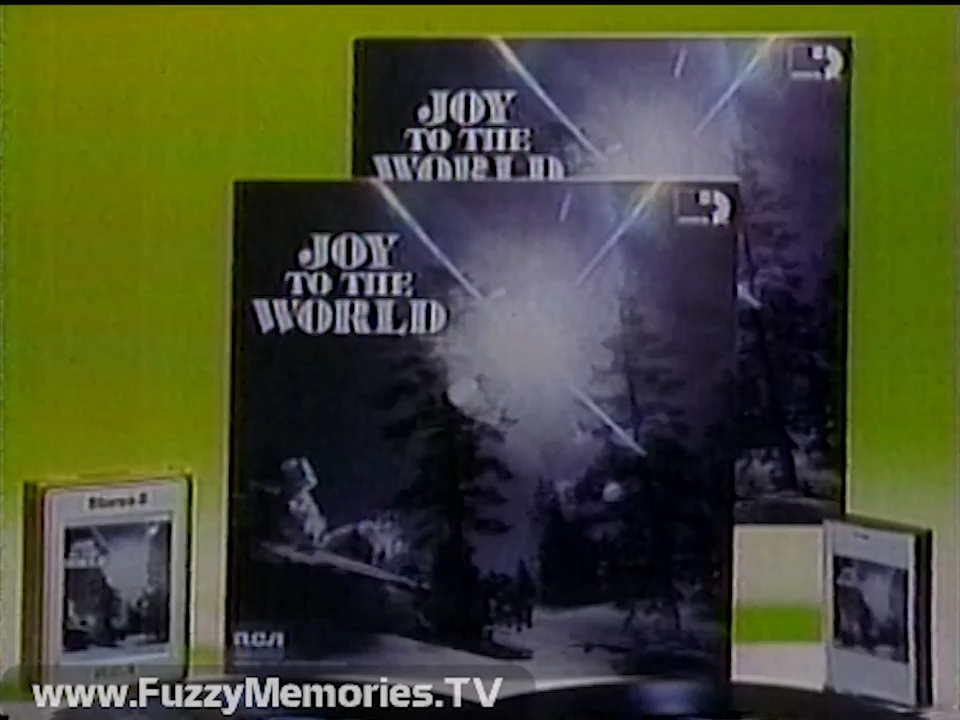 JOY
TO THE
WORLD
JOY
TO THE
WORLD
RCA
Stereo 8
www.FuzzyMemories.TV